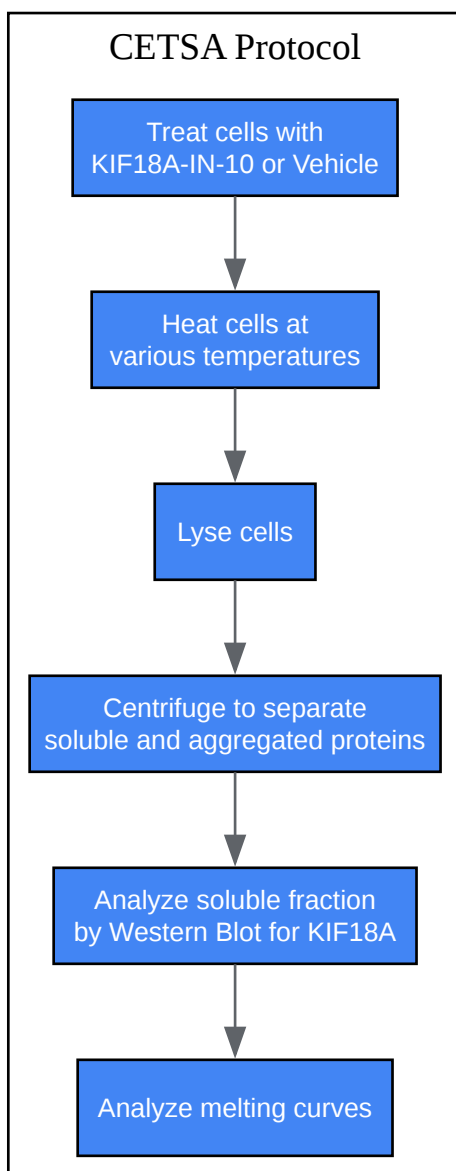 CETSA Protocol
Treat cells with
KIF18A-IN-10 or Vehicle
Heat cells at
various temperatures
Lyse cells
Centrifuge to separate
soluble and aggregated proteins
Analyze soluble fraction
by Western Blot for KIF18A
Analyze melting curves